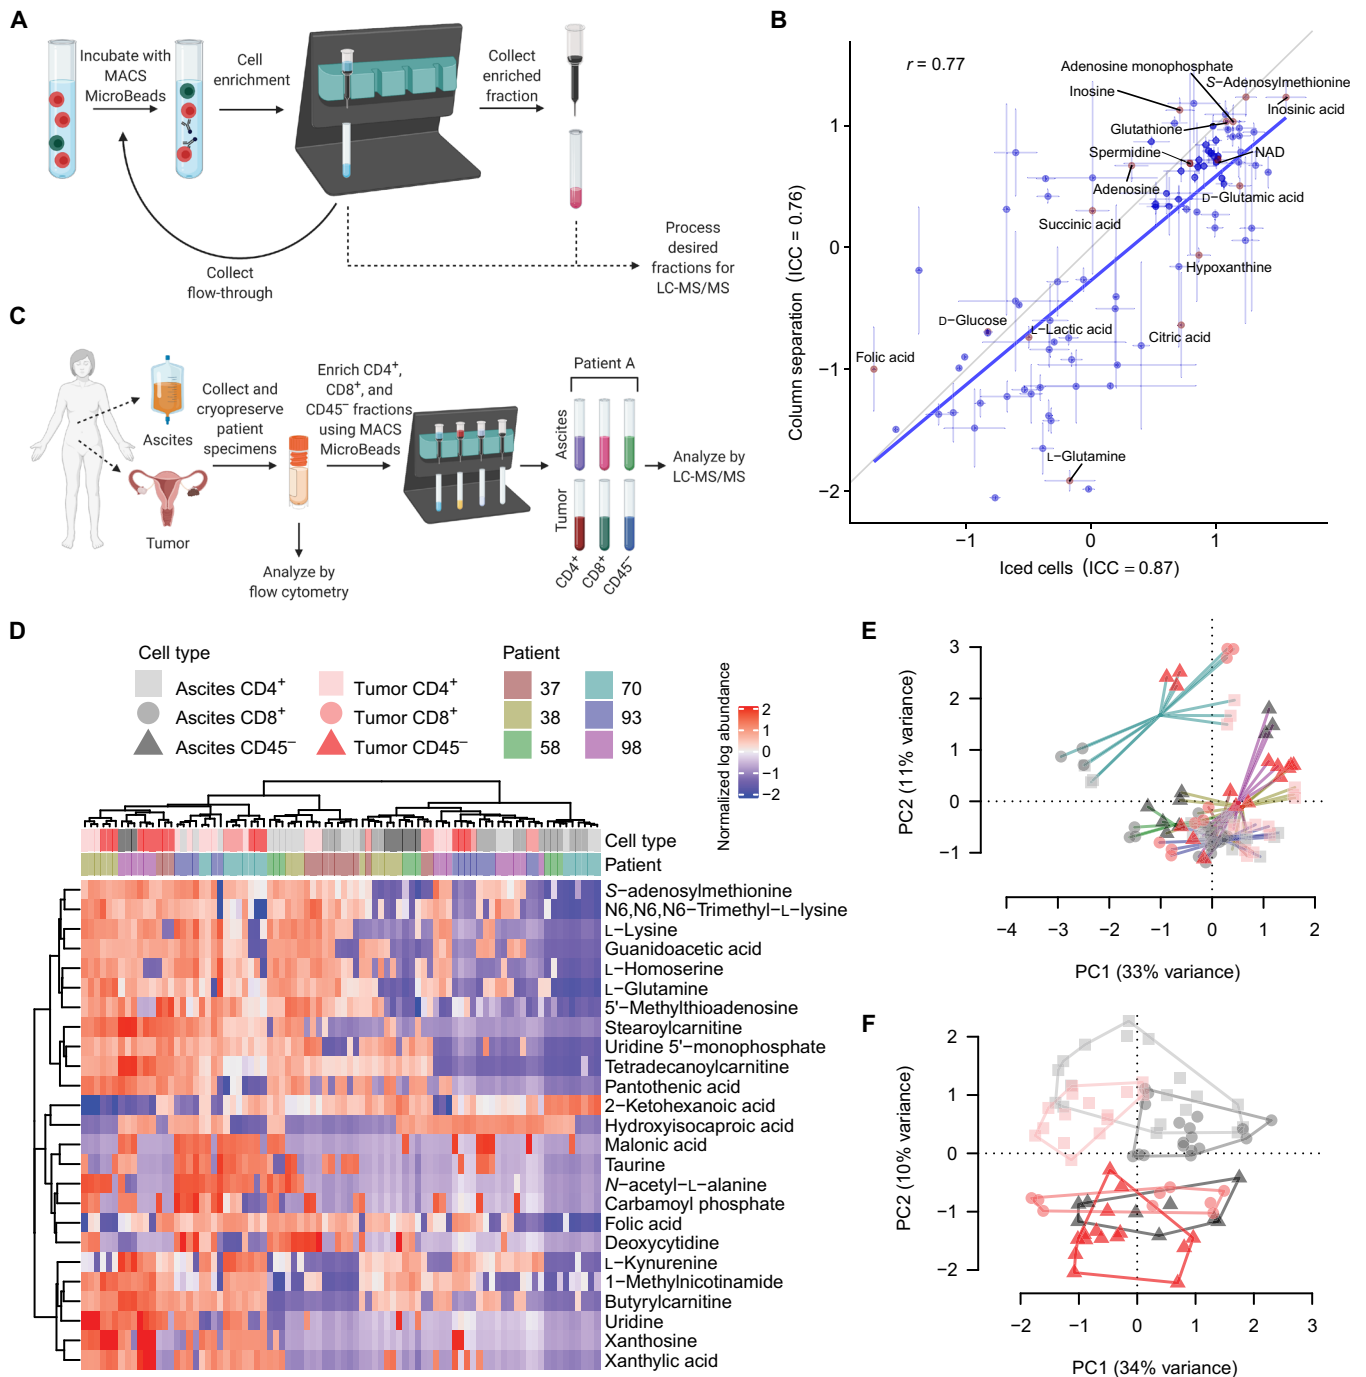 A
Incubate with
MACS
MicroBeads
Cell
enrichment
Collect
enriched
fraction
Collect
flow-through
Process
desired
fractions for
LC-MS/MS
B
r = 0.77
Adenosine monophosphate
S−Adenosylmethionine
Inosine
Inosinic acid
Glutathione
Spermidine
NAD
Adenosine
D−Glutamic acid
Succinic acid
Hypoxanthine
D−Glucose
L−Lactic acid
Citric acid
Folic acid
L−Glutamine
Column separation (ICC = 0.76)
1
0
−1
−2
−1
0
1
Iced cells (ICC = 0.87)
C
Ascites
Tumor
Collect and
cryopreserve
patient
specimens
Analyze by
flow cytometry
Enrich CD4+,
CD8+, and
CD45− fractions
using MACS
MicroBeads
Patient A
Ascites
Tumor
CD4+
CD8+
CD45−
Analyze by
LC-MS/MS
D
Cell type
Ascites CD4+
Ascites CD8+
Ascites CD45−
Tumor CD4+
Tumor CD8+
Tumor CD45−
Patient
37
38
58
70
93
98
Normalized log abundance
2
1
0
−1
−2
Cell type
Patient
S−adenosylmethionine
N6,N6,N6−Trimethyl−L−lysine
L−Lysine
Guanidoacetic acid
L−Homoserine
L−Glutamine
5'−Methylthioadenosine
Stearoylcarnitine
Uridine 5'−monophosphate
Tetradecanoylcarnitine
Pantothenic acid
2−Ketohexanoic acid
Hydroxyisocaproic acid
Malonic acid
Taurine
N−acetyl−L−alanine
Carbamoyl phosphate
Folic acid
Deoxycytidine
L−Kynurenine
1−Methylnicotinamide
Butyrylcarnitine
Uridine
Xanthosine
Xanthylic acid
E
PC2 (11% variance)
3
2
1
0
−1
−4
−3
−2
−1
0
1
2
PC1 (33% variance)
F
PC2 (10% variance)
2
1
0
−1
−2
−2
−1
0
1
2
3
PC1 (34% variance)